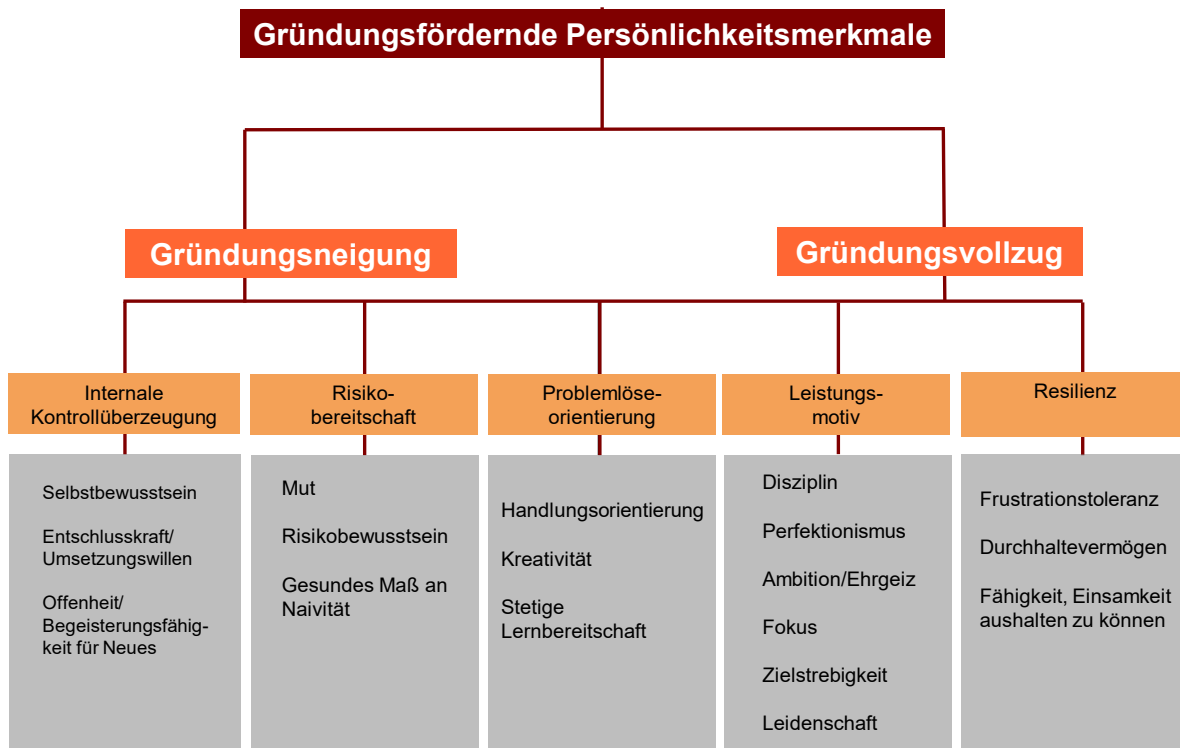 Gründungsfördernde Persönlichkeitsmerkmale
Gründungsneigung
Gründungsvollzug
Internale
Kontrollüberzeugung
Risiko-
bereitschaft
Problemlöse-
orientierung
Leistungs-
motiv
Resilienz
Selbstbewusstsein
Entschlusskraft/
Umsetzungswillen
Offenheit/
Begeisterungsfähig-
keit für Neues
Mut
Risikobewusstsein
Gesundes Maß an
Naivität
Handlungsorientierung
Kreativität
Stetige
Lernbereitschaft
Disziplin
Perfektionismus
Ambition/Ehrgeiz
Fokus
Zielstrebigkeit
Leidenschaft
Frustrationstoleranz
Durchhaltevermögen
Fähigkeit, Einsamkeit
aushalten zu können